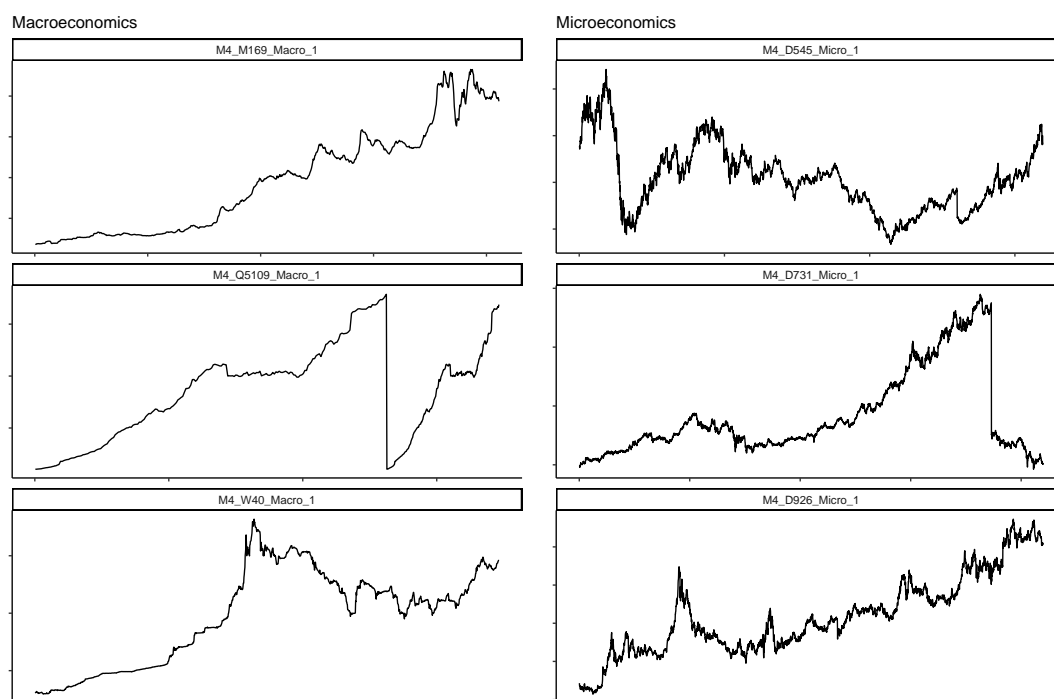 Macroeconomics
M4_M169_Macro_1
M4_Q5109_Macro_1
M4_W40_Macro_1
Microeconomics
M4_D545_Micro_1
M4_D731_Micro_1
M4_D926_Micro_1